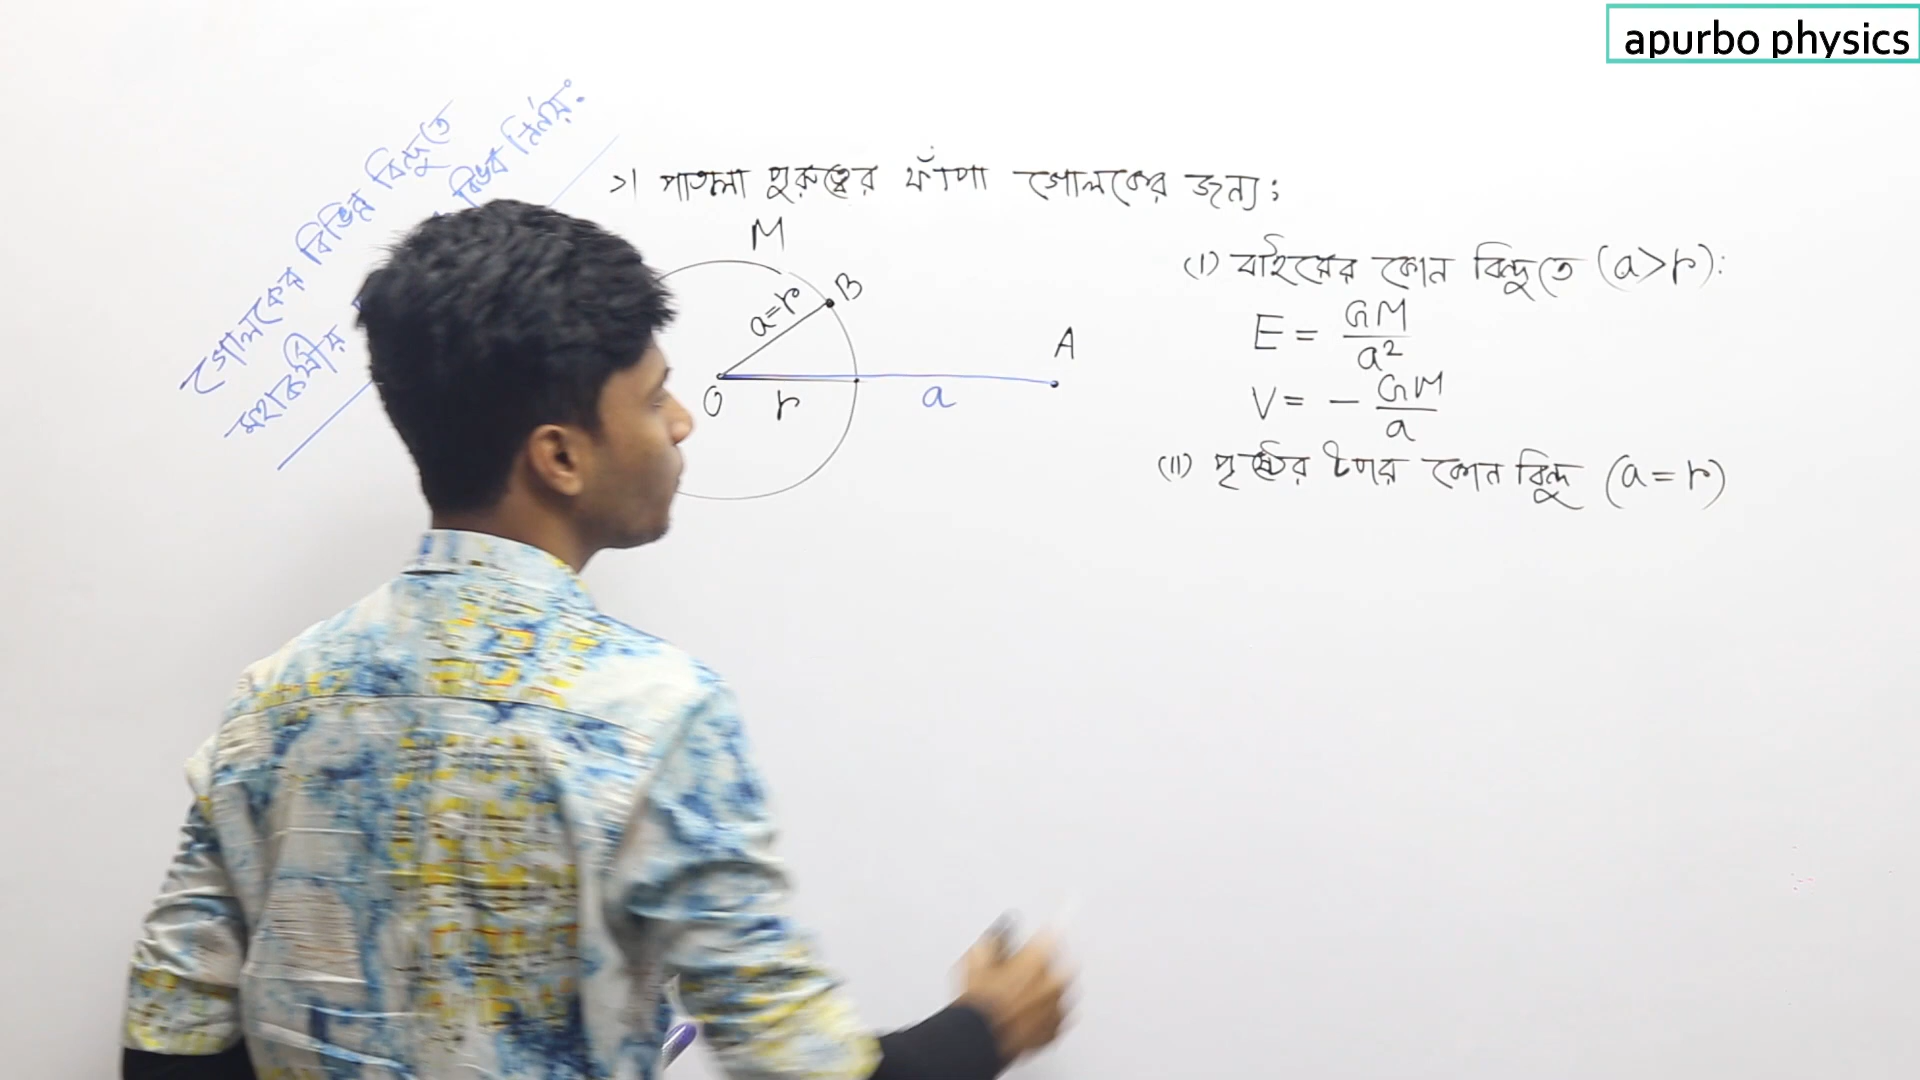 apurbo physics
গোলকের বিভিন্ন বিন্দুতে
মহাকর্ষীয় বিভব নির্ণয়:
১। পাতলা পুরুত্বের ফাঁপা গোলকের জন্য:
M
B
a=r
A
O
r
a
(I) বাইরের কোন বিন্দুতে (a>r):
E = GM/a²
V = - GM/a
(II) পৃষ্ঠের উপর কোন বিন্দু (a=r)